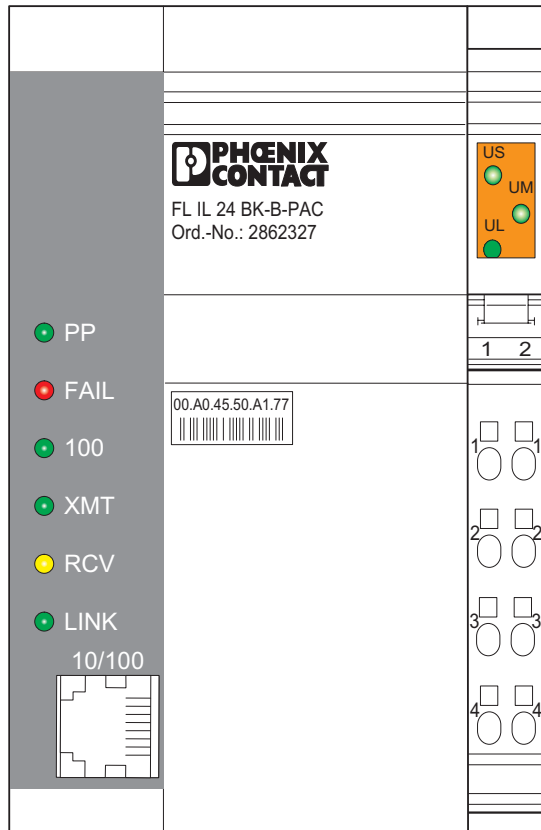 PHŒNIX
CONTACT
FL IL 24 BK-B-PAC
Ord.-No.: 2862327
US
UM
UL
PP
FAIL
100
XMT
RCV
LINK
10/100
00.A0.45.50.A1.77
1 2
1 1
2 2
3 3
4 4